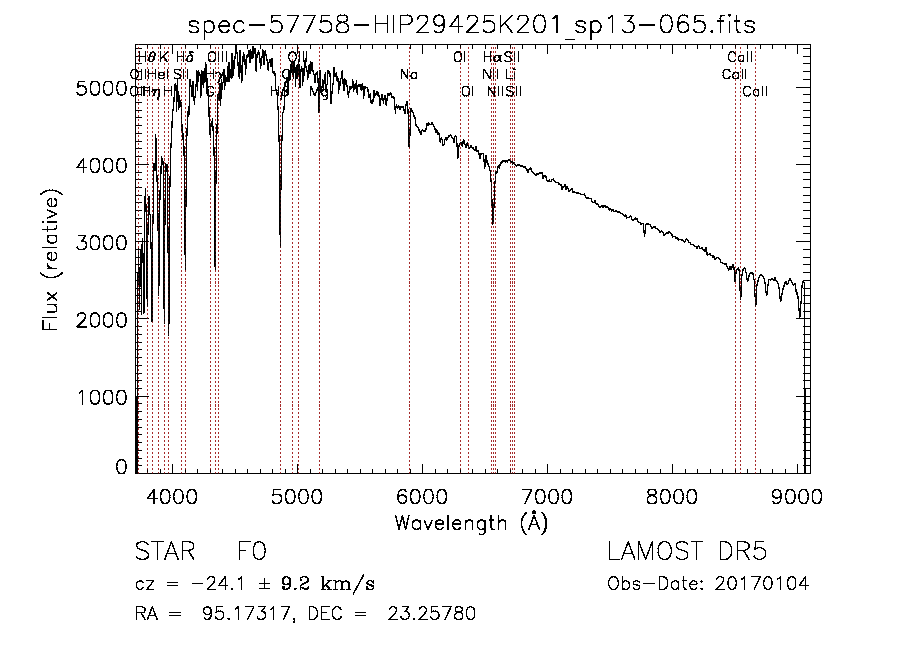 spec-57758-HIP29425K201_sp13-065.fits
Hθ K Hδ OIII OIII OI Hα SII CaII
OII HeI SII Hγ NII Li CaII
Hη H G Hβ Mg Na OI NII SII CaII
5000
4000
3000
2000
1000
0
Flux (relative)
4000 5000 6000 7000 8000 9000
Wavelength (Å)
STAR F0 LAMOST DR5
cz = -24.1 ± 9.2 km/s Obs-Date: 20170104
RA = 95.17317, DEC = 23.25780